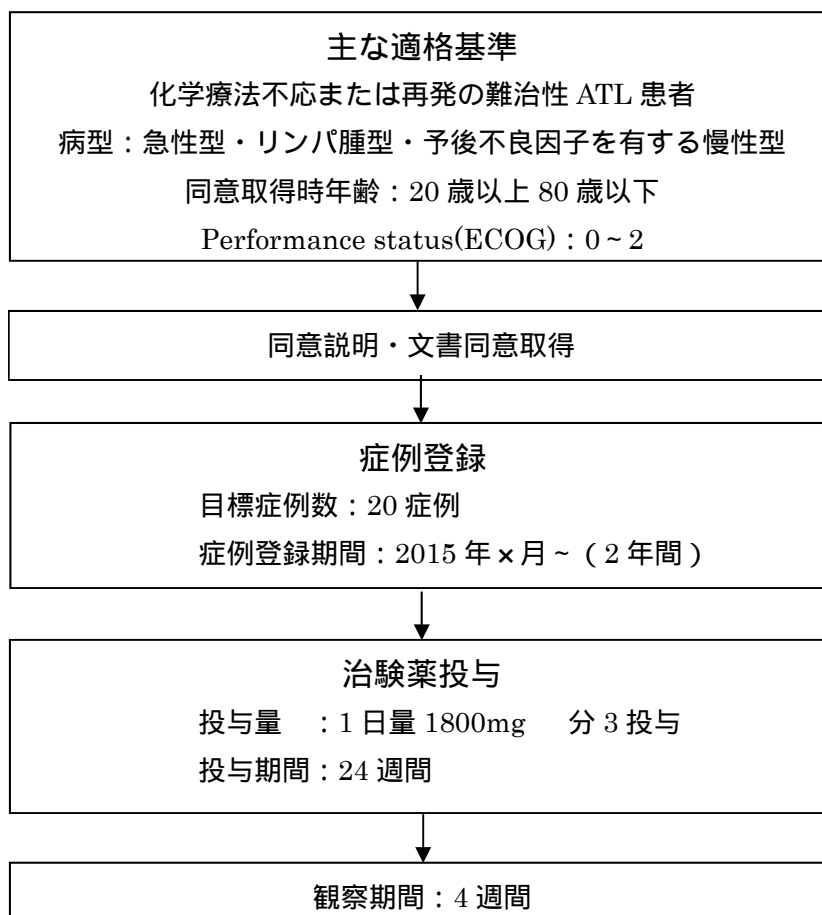 主な適格基準
化学療法不応または再発の難治性 ATL 患者
病型：急性型・リンパ腫型・予後不良因子を有する慢性型
同意取得時年齢：20 歳以上 80 歳以下
Performance status(ECOG)：0～2
同意説明・文書同意取得
症例登録
目標症例数：20 症例
症例登録期間：2015 年×月～（2 年間）
治験薬投与
投与量　：1 日量 1800mg　分 3 投与
投与期間：24 週間
観察期間：4 週間